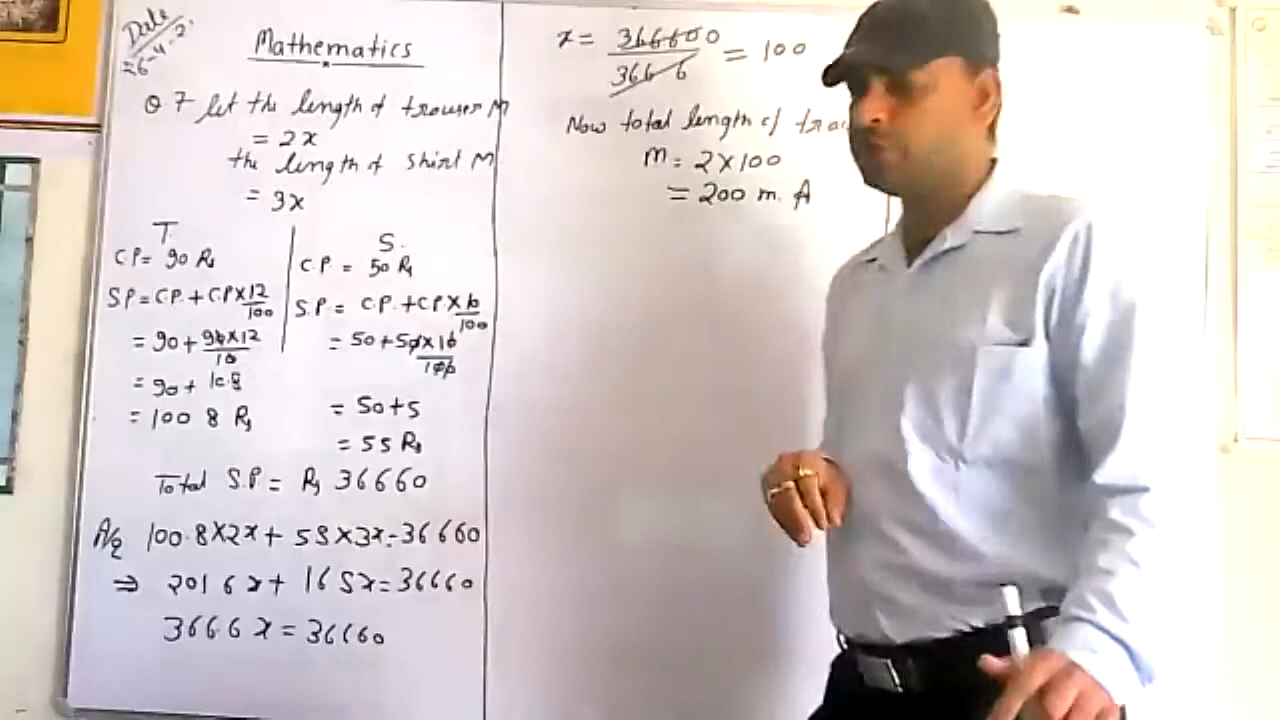 Date
=6-4-2.
Mathematics
Q 7 let the length of trouser M
= 2x
the length of shirt M
= 3x
T.
C.P= 90 Rs
S.P=C.P.+C.P×12/100
= 90+90×12/10
= 90+ 10.8
= 100 8 Rs
S.
C.P. = 50 Rs
S.P. = C.P.+CP×10/100
= 50+50×10/100
= 50+5
= 55 Rs
Total S.P = Rs 36660
A/q 100.8×2x+ 55×3x=36660
⇒ 201 6x+ 165x=36660
366.6 x = 36660
x = 366600/3666 = 100
Now total length of
m = 2×100
= 200 m. A